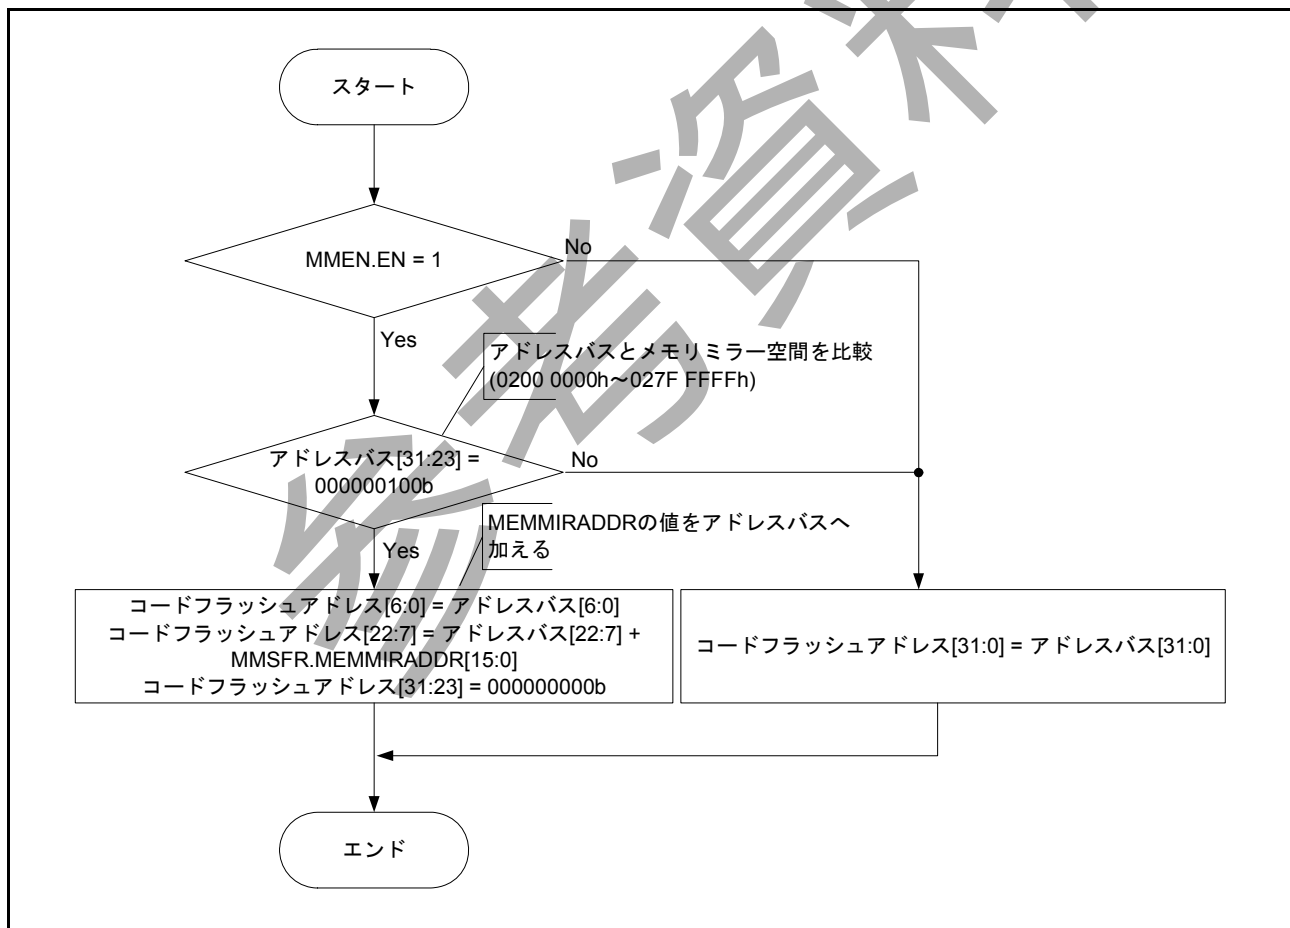 スタート
MMEN.EN = 1
No
Yes
アドレスバスとメモリミラー空間を比較
(0200 0000h～027F FFFFh)
アドレスバス[31:23] =
000000100b
No
Yes
MEMMIRADDRの値をアドレスバスへ
加える
コードフラッシュアドレス[6:0] = アドレスバス[6:0]
コードフラッシュアドレス[22:7] = アドレスバス[22:7] +
MMSFR.MEMMIRADDR[15:0]
コードフラッシュアドレス[31:23] = 000000000b
コードフラッシュアドレス[31:0] = アドレスバス[31:0]
エンド
参考資料